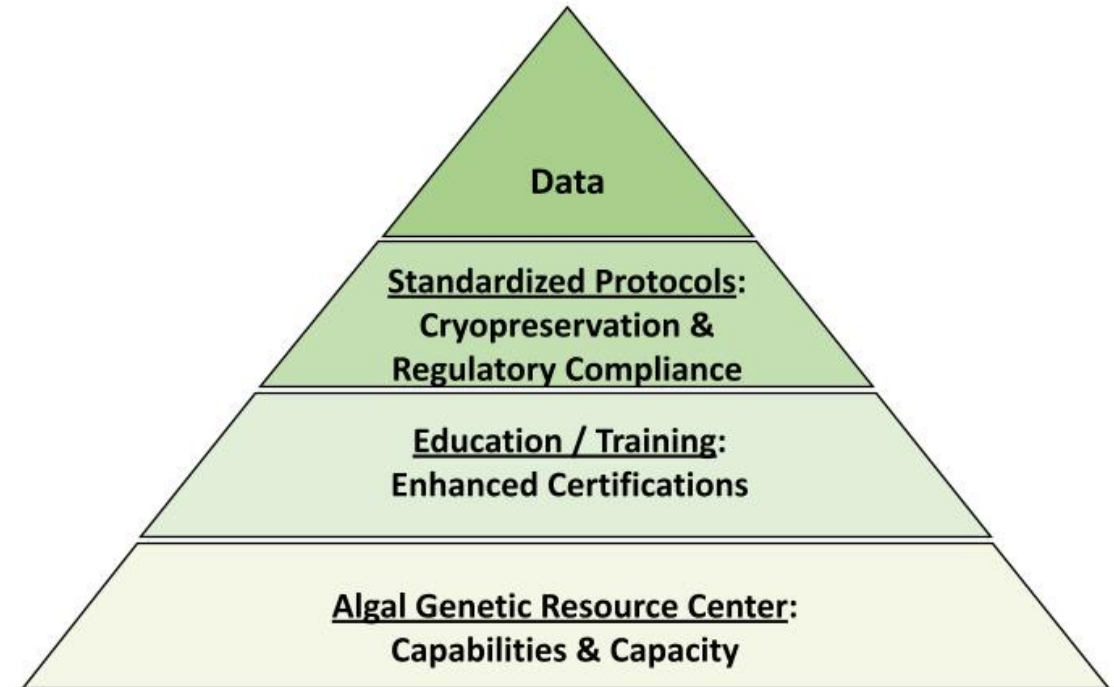 Data
Standardized Protocols:
Cryopreservation &
Regulatory Compliance
Education / Training:
Enhanced Certifications
Algal Genetic Resource Center:
Capabilities & Capacity